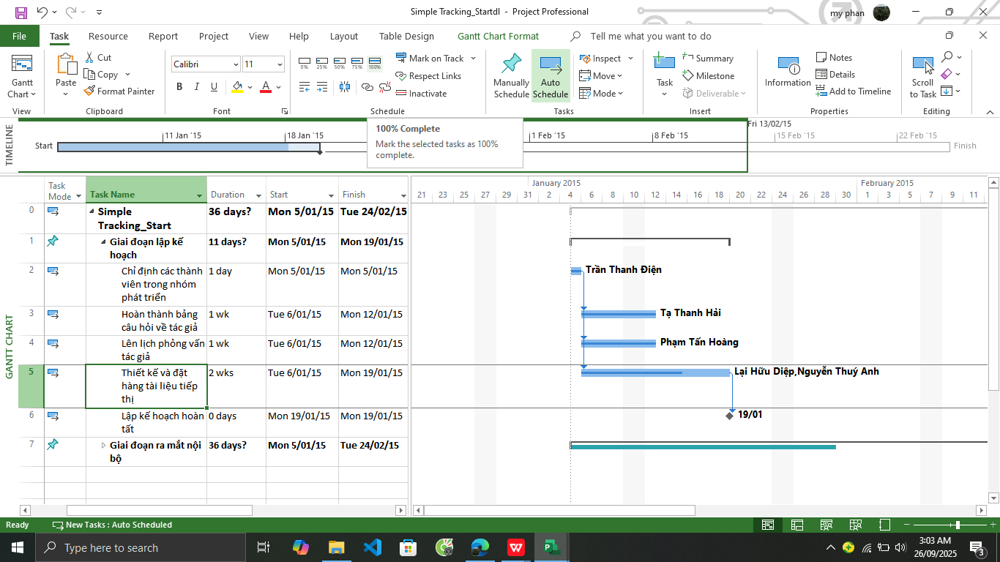 Simple Tracking_Startdl - Project Professional
my phan
File Task Resource Report Project View Help Layout Table Design Gantt Chart Format Tell me what you want to do
Gantt
Chart
View
Paste
Cut
Copy
Format Painter
Clipboard
Calibri 11
B I U A
Font
0% 25% 50% 75% 100%
Mark on Track
Respect Links
Inactivate
Schedule
Manually
Schedule
Auto
Schedule
Inspect
Move
Mode
Tasks
Task
Summary
Milestone
Deliverable
Insert
Information
Notes
Details
Add to Timeline
Properties
Scroll
to Task
Editing
TIMELINE
Fri 13/02/15
11 Jan '15 18 Jan '15 1 Feb '15 8 Feb '15 15 Feb '15 22 Feb '15
Start
Finish
100% Complete
Mark the selected tasks as 100%
complete.
GANTT CHART
Task
Mode
Task Name Duration Start Finish
January 2015 February 2015
21 23 25 27 29 31 2 4 6 8 10 12 14 16 18 20 22 24 26 28 30 1 3 5 7 9 11
0 Simple
Tracking_Start
36 days? Mon 5/01/15 Tue 24/02/15
1 Giai đoạn lập kế
hoạch
11 days? Mon 5/01/15 Mon 19/01/15
2 Chỉ định các thành
viên trong nhóm
phát triển
1 day Mon 5/01/15 Mon 5/01/15
Trần Thanh Điện
3 Hoàn thành bảng
câu hỏi về tác giả
1 wk Tue 6/01/15 Mon 12/01/15
Tạ Thanh Hải
4 Lên lịch phỏng vấn
tác giả
1 wk Tue 6/01/15 Mon 12/01/15
Phạm Tấn Hoàng
5 Thiết kế và đặt
hàng tài liệu tiếp
thị
2 wks Tue 6/01/15 Mon 19/01/15
Lại Hữu Diệp,Nguyễn Thuý Anh
6 Lập kế hoạch hoàn
tất
0 days Mon 19/01/15 Mon 19/01/15
19/01
7 Giai đoạn ra mắt nội
bộ
36 days? Mon 5/01/15 Tue 24/02/15
Ready New Tasks : Auto Scheduled
Type here to search
3:03 AM
26/09/2025
3